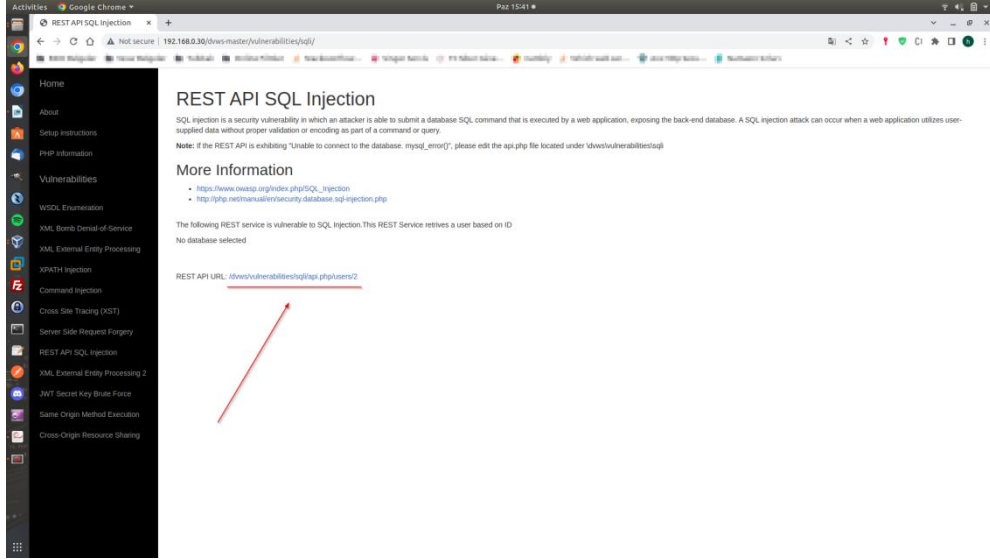 Activities
Google Chrome
Paz 15:41
REST API SQL Injection
Not secure
192.168.0.30/dvws-master/vulnerabilities/sqli/
Home
About
Setup instructions
PHP Information
Vulnerabilities
WSDL Enumeration
XML Bomb Denial-of-Service
XML External Entity Processing
XPATH Injection
Command Injection
Cross Site Tracing (XST)
Server Side Request Forgery
REST API SQL Injection
XML External Entity Processing 2
JWT Secret Key Brute Force
Same Origin Method Execution
Cross-Origin Resource Sharing
REST API SQL Injection
SQL injection is a security vulnerability in which an attacker is able to submit a database SQL command that is executed by a web application, exposing the back-end database. A SQL injection attack can occur when a web application utilizes user-
supplied data without proper validation or encoding as part of a command or query.
Note: If the REST API is exhibiting "Unable to connect to the database. mysql_error()", please edit the api.php file located under \dvws\vulnerabilities\sqli
More Information
https://www.owasp.org/index.php/SQL_Injection
http://php.net/manual/en/security.database.sql-injection.php
The following REST service is vulnerable to SQL Injection.This REST Service retrives a user based on ID
No database selected
REST API URL: /dvws/vulnerabilities/sqli/api.php/users/2